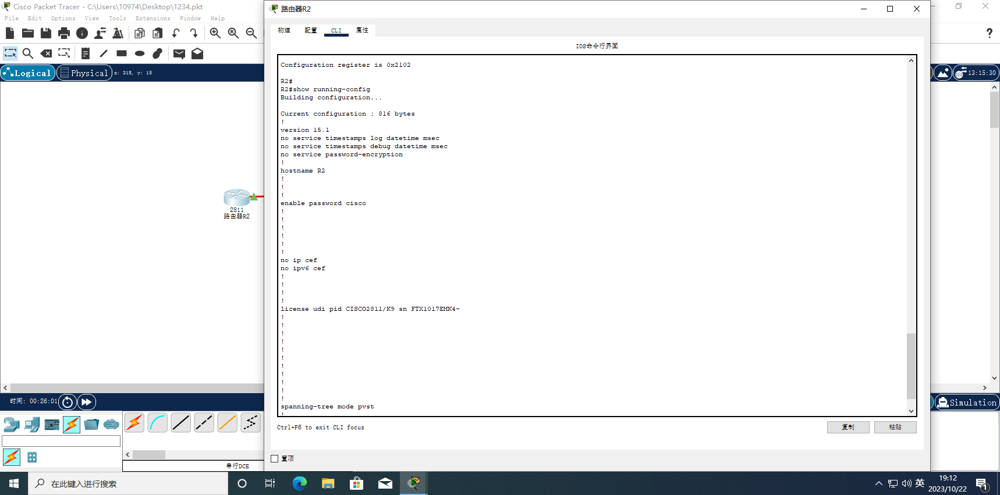 Cisco Packet Tracer - C:\Users\10974\Desktop\1234.pkt
File Edit Options View Tools Extensions Window Help
?
Logical Physical x: 318, y: 15
13:15:30
2811
路由器R2
时间: 00:26:01
Simulation
串行DCE
路由器R2
物理 配置 CLI 属性
IOS命令行界面
Configuration register is 0x2102
R2#
R2#show running-config
Building configuration...
Current configuration : 816 bytes
!
version 15.1
no service timestamps log datetime msec
no service timestamps debug datetime msec
no service password-encryption
!
hostname R2
!
!
!
enable password cisco
!
!
!
!
!
!
no ip cef
no ipv6 cef
!
!
!
!
license udi pid CISCO2811/K9 sn FTX1017EMK4-
!
!
!
!
!
!
!
!
!
!
!
spanning-tree mode pvst
!
Ctrl+F6 to exit CLI focus
复制 粘贴
置顶
在此键入进行搜索
英
19:12
2023/10/22
1